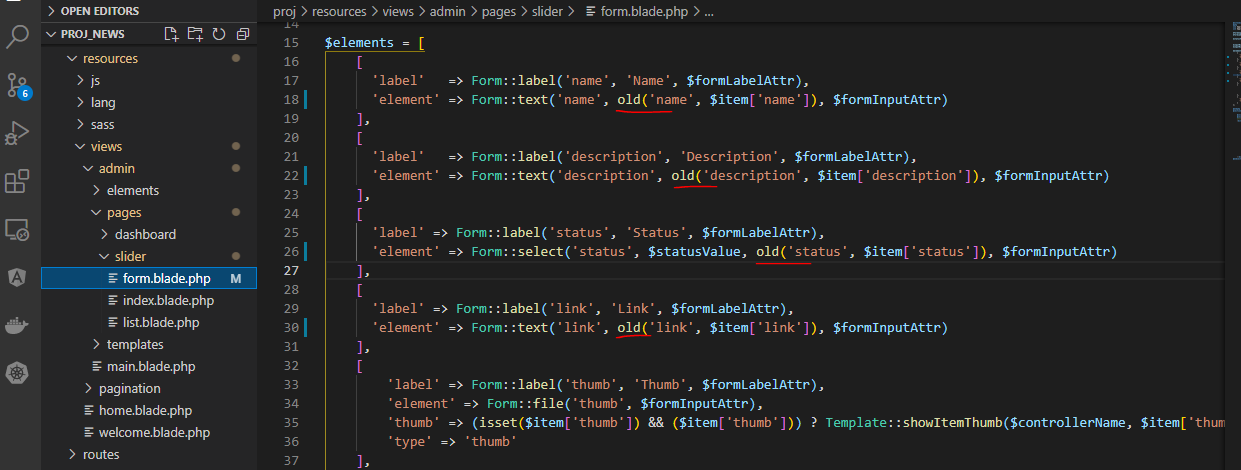 OPEN EDITORS
proj > resources > views > admin > pages > slider > form.blade.php > ...
PROJ_NEWS
resources
js
lang
sass
views
admin
elements
pages
dashboard
slider
form.blade.php M
index.blade.php
list.blade.php
templates
main.blade.php
pagination
home.blade.php
welcome.blade.php
routes
6
14
15 $elements = [
16 [
17 'label' => Form::label('name', 'Name', $formLabelAttr),
18 'element' => Form::text('name', old('name', $item['name']), $formInputAttr)
19 ],
20 [
21 'label' => Form::label('description', 'Description', $formLabelAttr),
22 'element' => Form::text('description', old('description', $item['description']), $formInputAttr)
23 ],
24 [
25 'label' => Form::label('status', 'Status', $formLabelAttr),
26 'element' => Form::select('status', $statusValue, old('status', $item['status']), $formInputAttr)
27 ],
28 [
29 'label' => Form::label('link', 'Link', $formLabelAttr),
30 'element' => Form::text('link', old('link', $item['link']), $formInputAttr)
31 ],
32 [
33 'label' => Form::label('thumb', 'Thumb', $formLabelAttr),
34 'element' => Form::file('thumb', $formInputAttr),
35 'thumb' => (isset($item['thumb']) && ($item['thumb'])) ? Template::showItemThumb($controllerName, $item['thum
36 'type' => 'thumb'
37 ],